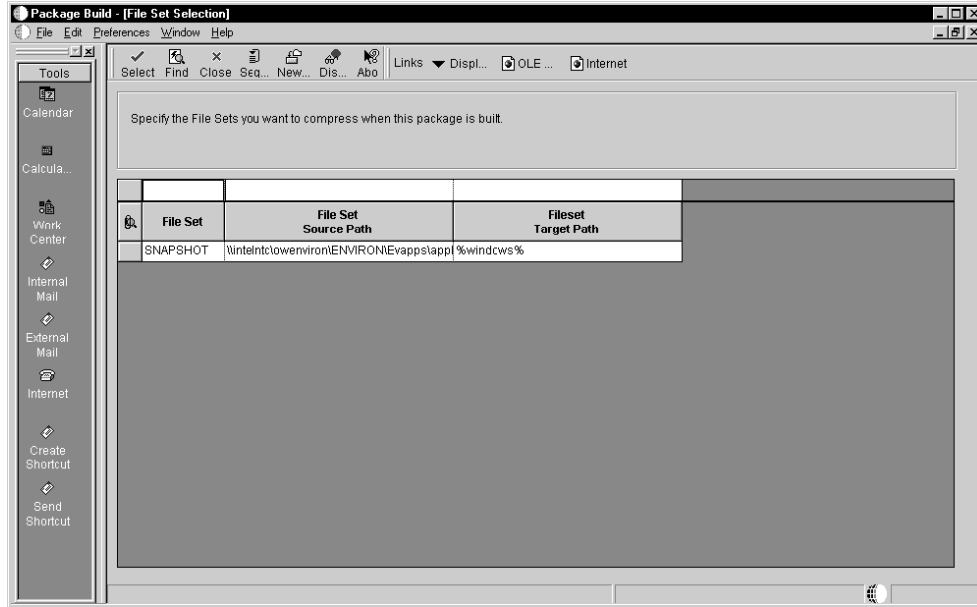 Package Build - [File Set Selection]
File Edit Preferences Window Help
Select Find Close Seq... New... Dis... Abo Links Displ... OLE ... Internet
Tools
Calendar
Calcula...
Work
Center
Internal
Mail
External
Mail
Internet
Create
Shortcut
Send
Shortcut
Specify the File Sets you want to compress when this package is built.
File Set
File Set
Source Path
Fileset
Target Path
SNAPSHOT \\intelntc\owenviron\ENVIRON\Evapps\appl %windcws%